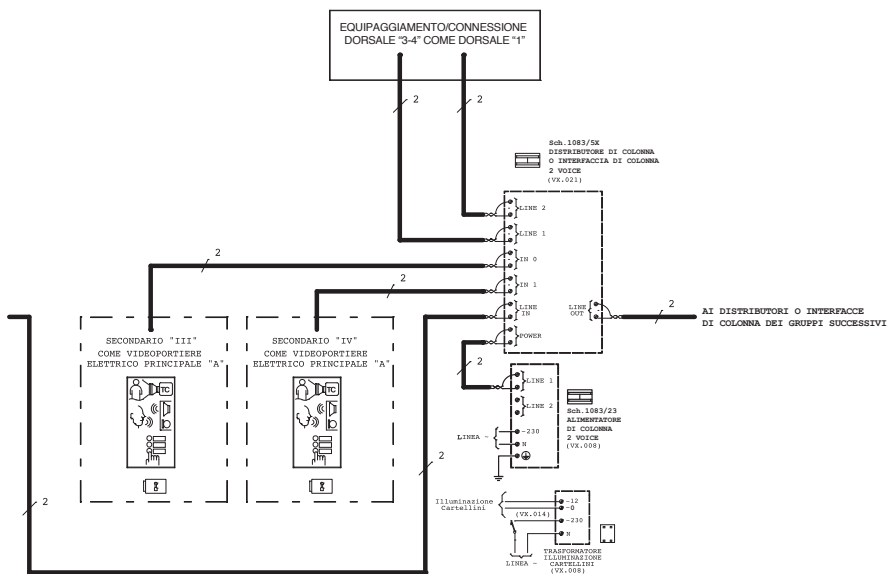 EQUIPAGGIAMENTO/CONNESSIONE
DORSALE "3-4" COME DORSALE "1"
2
2
Sch.1083/5X
DISTRIBUTORE DI COLONNA
O INTERFACCIA DI COLONNA
2 VOICE
(VX.021)
LINE 2
LINE 1
IN 0
IN 1
LINE
IN
POWER
LINE
OUT
2
2
2
AI DISTRIBUTORI O INTERFACCE
DI COLONNA DEI GRUPPI SUCCESSIVI
SECONDARIO "III"
COME VIDEOPORTIERE
ELETTRICO PRINCIPALE "A"
TC
SECONDARIO "IV"
COME VIDEOPORTIERE
ELETTRICO PRINCIPALE "A"
TC
2
2
2
LINE 1
LINE 2
~230
N
LINEA ~
Sch.1083/23
ALIMENTATORE
DI COLONNA
2 VOICE
(VX.008)
Illuminazione
Cartellini
(VX.014)
~12
~0
~230
N
LINEA ~
TRASFORMATORE
ILLUMINAZIONE
CARTELLINI
(VX.008)